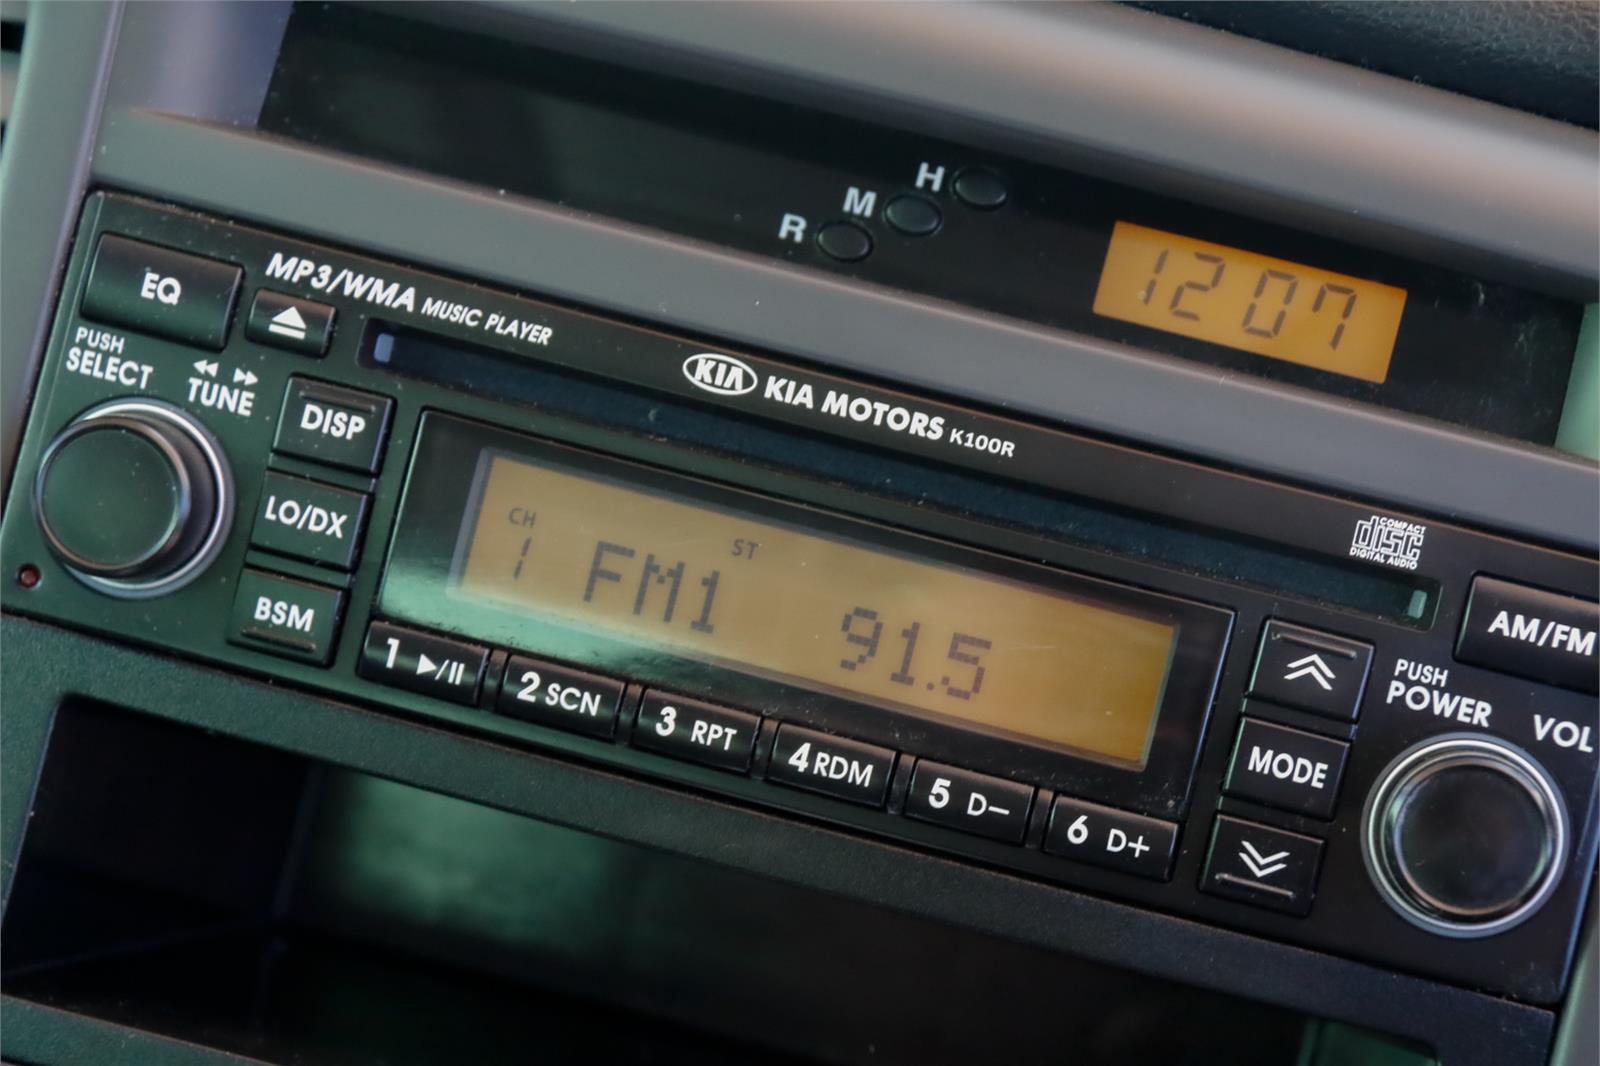 H
M
R
12 07
EQ
MP3/WMA MUSIC PLAYER
PUSH
SELECT
TUNE
KIA KIA MOTORS K100R
DISP
LO/DX
BSM
CH
1 FM1 ST 91.5
COMPACT
disc
DIGITAL AUDIO
AM/FM
PUSH
POWER
VOL
MODE
1
2 SCN
3 RPT
4 RDM
5 D−
6 D+